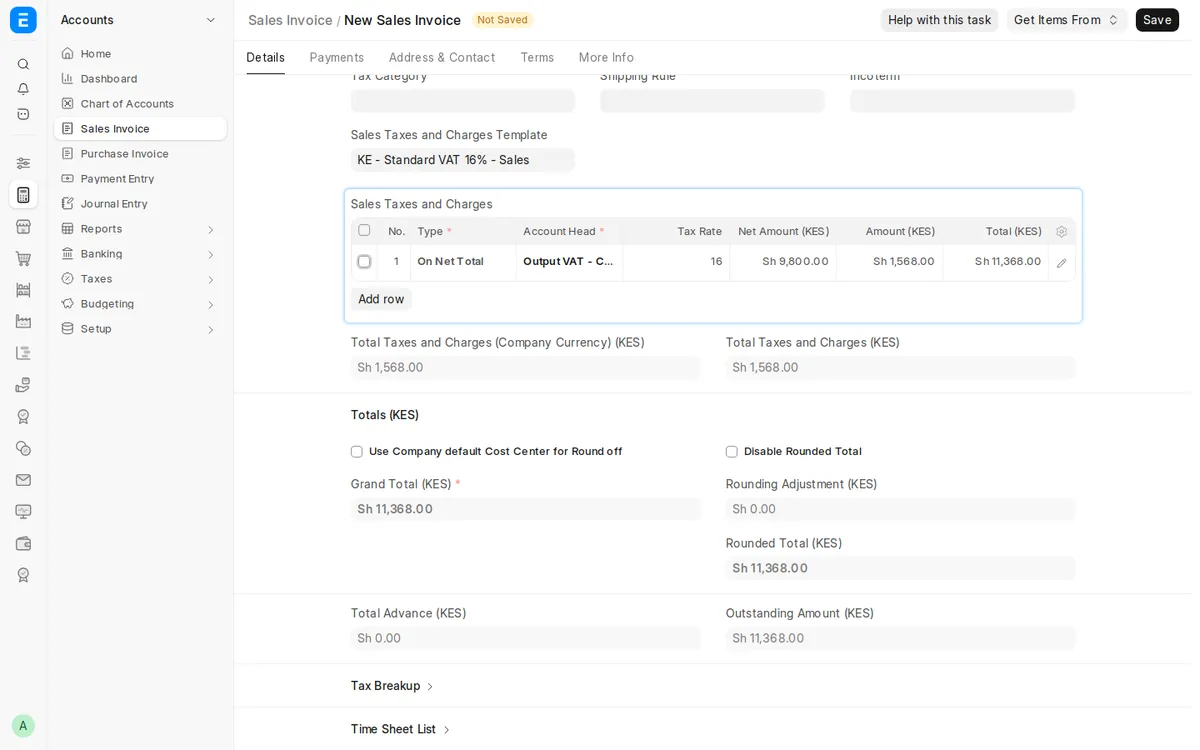 E
Accounts
Sales Invoice / New Sales Invoice
Not Saved
Help with this task
Get Items From
Save
Home
Dashboard
Chart of Accounts
Sales Invoice
Purchase Invoice
Payment Entry
Journal Entry
Reports
Banking
Taxes
Budgeting
Setup
A
Details
Payments
Address & Contact
Terms
More Info
Tax Category
Shipping Rule
Incoterm
Sales Taxes and Charges Template
KE - Standard VAT 16% - Sales
Sales Taxes and Charges
No. Type * Account Head * Tax Rate Net Amount (KES) Amount (KES) Total (KES)
1 On Net Total Output VAT - C... 16 Sh 9,800.00 Sh 1,568.00 Sh 11,368.00
Add row
Total Taxes and Charges (Company Currency) (KES)
Sh 1,568.00
Total Taxes and Charges (KES)
Sh 1,568.00
Totals (KES)
Use Company default Cost Center for Round off
Disable Rounded Total
Grand Total (KES) *
Sh 11,368.00
Rounding Adjustment (KES)
Sh 0.00
Rounded Total (KES)
Sh 11,368.00
Total Advance (KES)
Sh 0.00
Outstanding Amount (KES)
Sh 11,368.00
Tax Breakup
Time Sheet List